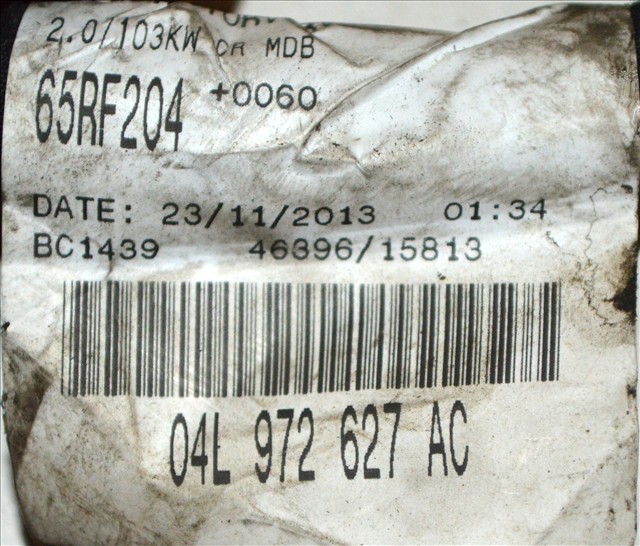 2.0/103KW CR MDB
65RF204 +0060
DATE: 23/11/2013 01:34
BC1439 46396/15813
04L 972 627 AC